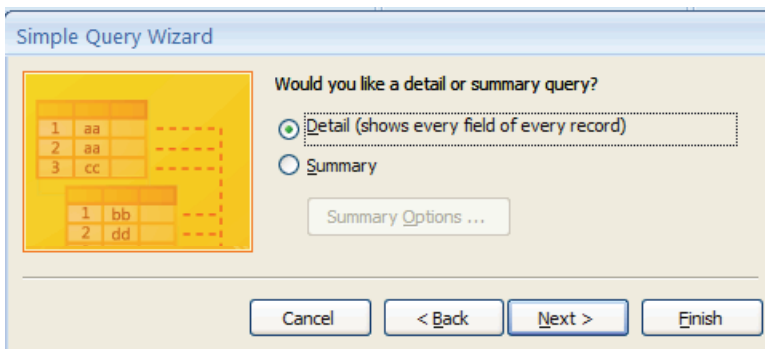 Simple Query Wizard
Would you like a detail or summary query?
Detail (shows every field of every record)
Summary
Summary Options ...
1 aa
2 aa
3 cc
1 bb
2 dd
Cancel
< Back
Next >
Finish